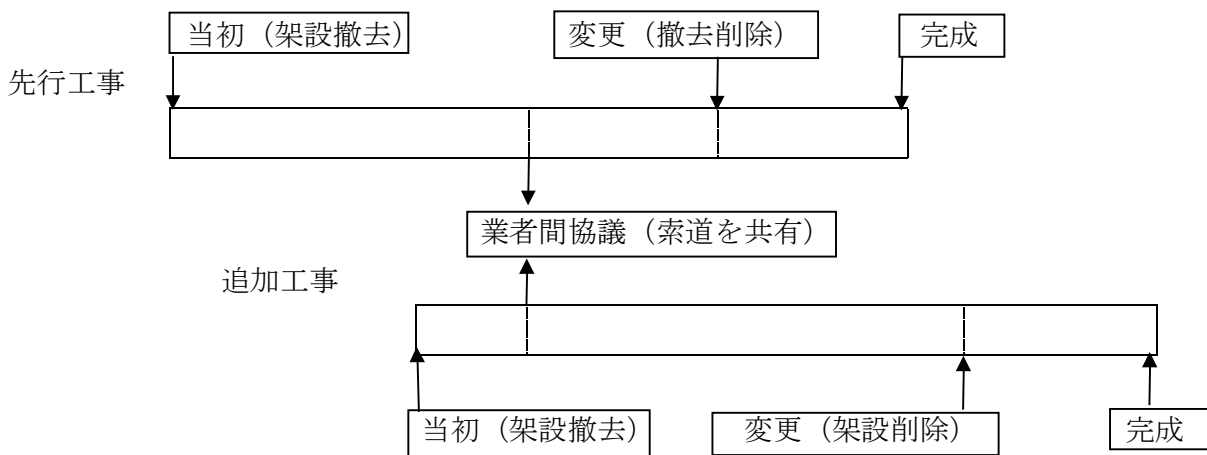 当初（架設撤去）
変更（撤去削除）
完成
先行工事
業者間協議（索道を共有）
追加工事
当初（架設撤去）
変更（架設削除）
完成